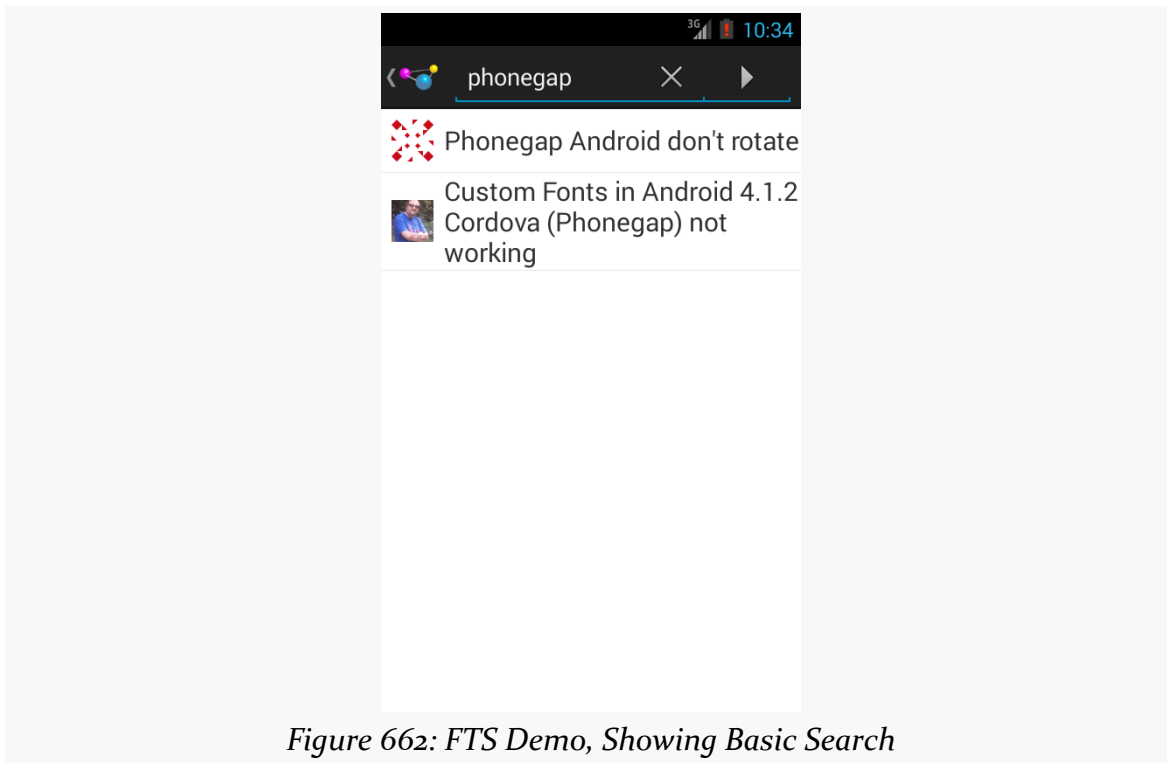 3G 10:34
phonegap
Phonegap Android don't rotate
Custom Fonts in Android 4.1.2
Cordova (Phonegap) not
working
Figure 662: FTS Demo, Showing Basic Search